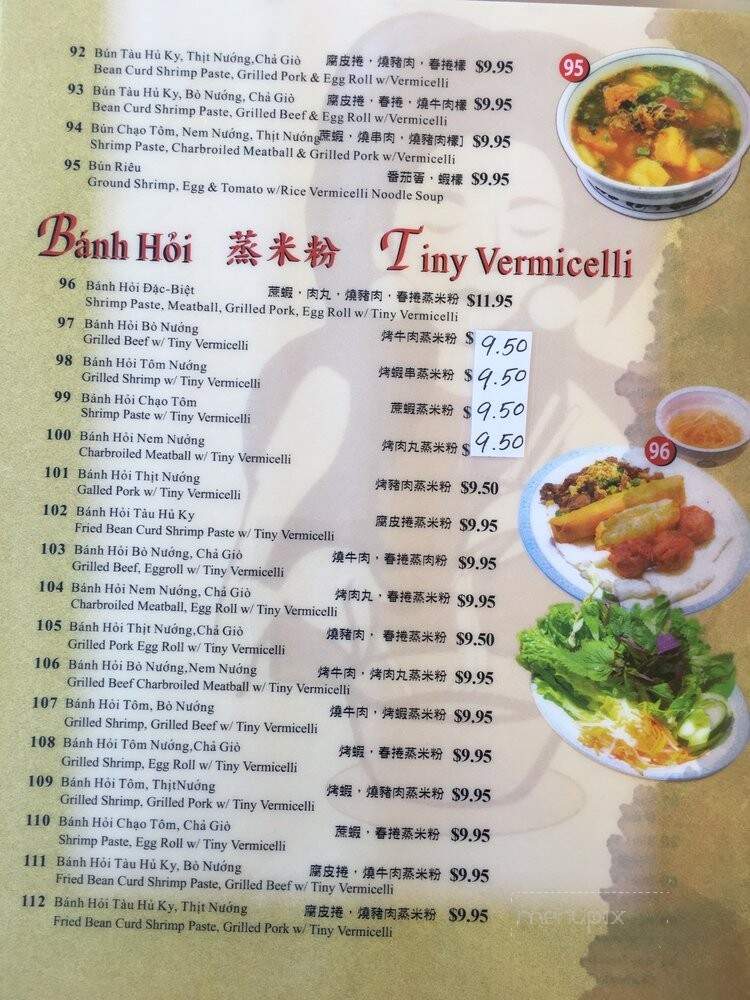 92 Bún Tàu Hủ Ky, Thịt Nướng,Chả Giò 腐皮捲，燒豬肉，春捲檬 $9.95
Bean Curd Shrimp Paste, Grilled Pork & Egg Roll w/Vermicelli
93 Bún Tàu Hủ Ky, Bò Nướng, Chả Giò 腐皮捲，春捲，燒牛肉檬 $9.95
Bean Curd Shrimp Paste, Grilled Beef & Egg Roll w/Vermicelli
94 Bún Chạo Tôm, Nem Nướng, Thịt Nướng 蔗蝦，燒串肉，燒豬肉檬] $9.95
Shrimp Paste, Charbroiled Meatball & Grilled Pork w/Vermicelli
95 Bún Riêu 番茄蛋，蝦檬 $9.95
Ground Shrimp, Egg & Tomato w/Rice Vermicelli Noodle Soup
95
Bánh Hỏi 蒸米粉 Tiny Vermicelli
96 Bánh Hỏi Đặc-Biệt 蔗蝦，肉丸，燒豬肉，春捲蒸米粉 $11.95
Shrimp Paste, Meatball, Grilled Pork, Egg Roll w/ Tiny Vermicelli
97 Bánh Hỏi Bò Nướng 烤牛肉蒸米粉 $ 9.50
Grilled Beef w/ Tiny Vermicelli
98 Bánh Hỏi Tôm Nướng 烤蝦串蒸米粉 $ 9.50
Grilled Shrimp w/ Tiny Vermicelli
99 Bánh Hỏi Chạo Tôm 蔗蝦蒸米粉 $ 9.50
Shrimp Paste w/ Tiny Vermicelli
100 Bánh Hỏi Nem Nướng 烤肉丸蒸米粉 $ 9.50
Charbroiled Meatball w/ Tiny Vermicelli
96
101 Bánh Hỏi Thịt Nướng 烤豬肉蒸米粉 $9.50
Galled Pork w/ Tiny Vermicelli
102 Bánh Hỏi Tàu Hủ Ky 腐皮捲蒸米粉 $9.95
Fried Bean Curd Shrimp Paste w/ Tiny Vermicelli
103 Bánh Hỏi Bò Nướng, Chả Giò 燒牛肉，春捲蒸肉粉 $9.95
Grilled Beef, Eggroll w/ Tiny Vermicelli
104 Bánh Hỏi Nem Nướng, Chả Giò 烤肉丸，春捲蒸米粉 $9.95
Charbroiled Meatball, Egg Roll w/ Tiny Vermicelli
105 Bánh Hỏi Thịt Nướng,Chả Giò 燒豬肉， 春捲蒸米粉 $9.50
Grilled Pork Egg Roll w/ Tiny Vermicelli
106 Bánh Hỏi Bò Nướng,Nem Nướng 烤牛肉，烤肉丸蒸米粉 $9.95
Grilled Beef Charbroiled Meatball w/ Tiny Vermicelli
107 Bánh Hỏi Tôm, Bò Nướng 燒牛肉，烤蝦蒸米粉 $9.95
Grilled Shrimp, Grilled Beef w/ Tiny Vermicelli
108 Bánh Hỏi Tôm Nướng,Chả Giò 烤蝦，春捲蒸米粉 $9.95
Grilled Shrimp, Egg Roll w/ Tiny Vermicelli
109 Bánh Hỏi Tôm, ThịtNướng 烤蝦，燒豬肉蒸米粉 $9.95
Grilled Shrimp, Grilled Pork w/ Tiny Vermicelli
110 Bánh Hỏi Chạo Tôm, Chả Giò 蔗蝦，春捲蒸米粉 $9.95
Shrimp Paste, Egg Roll w/ Tiny Vermicelli
111 Bánh Hỏi Tàu Hủ Ky, Bò Nướng 腐皮捲，燒牛肉蒸米粉 $9.95
Fried Bean Curd Shrimp Paste, Grilled Beef w/ Tiny Vermicelli
112 Bánh Hỏi Tàu Hủ Ky, Thịt Nướng 腐皮捲，燒豬肉蒸米粉 $9.95
Fried Bean Curd Shrimp Paste, Grilled Pork w/ Tiny Vermicelli
menupix